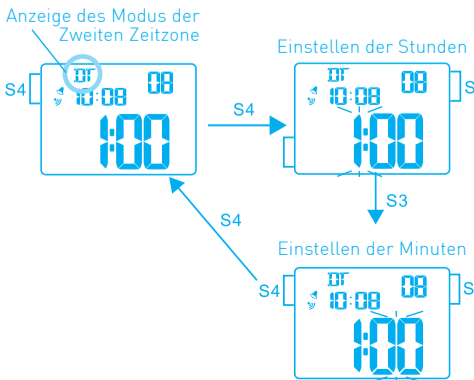 Anzeige des Modus der
Zweiten Zeitzone
S4
DT
08
10:08
1:00
S4
Einstellen der Stunden
DT
08
10:08
1:00
S
S3
S4
Einstellen der Minuten
S4
DT
08
10:08
1:00
S